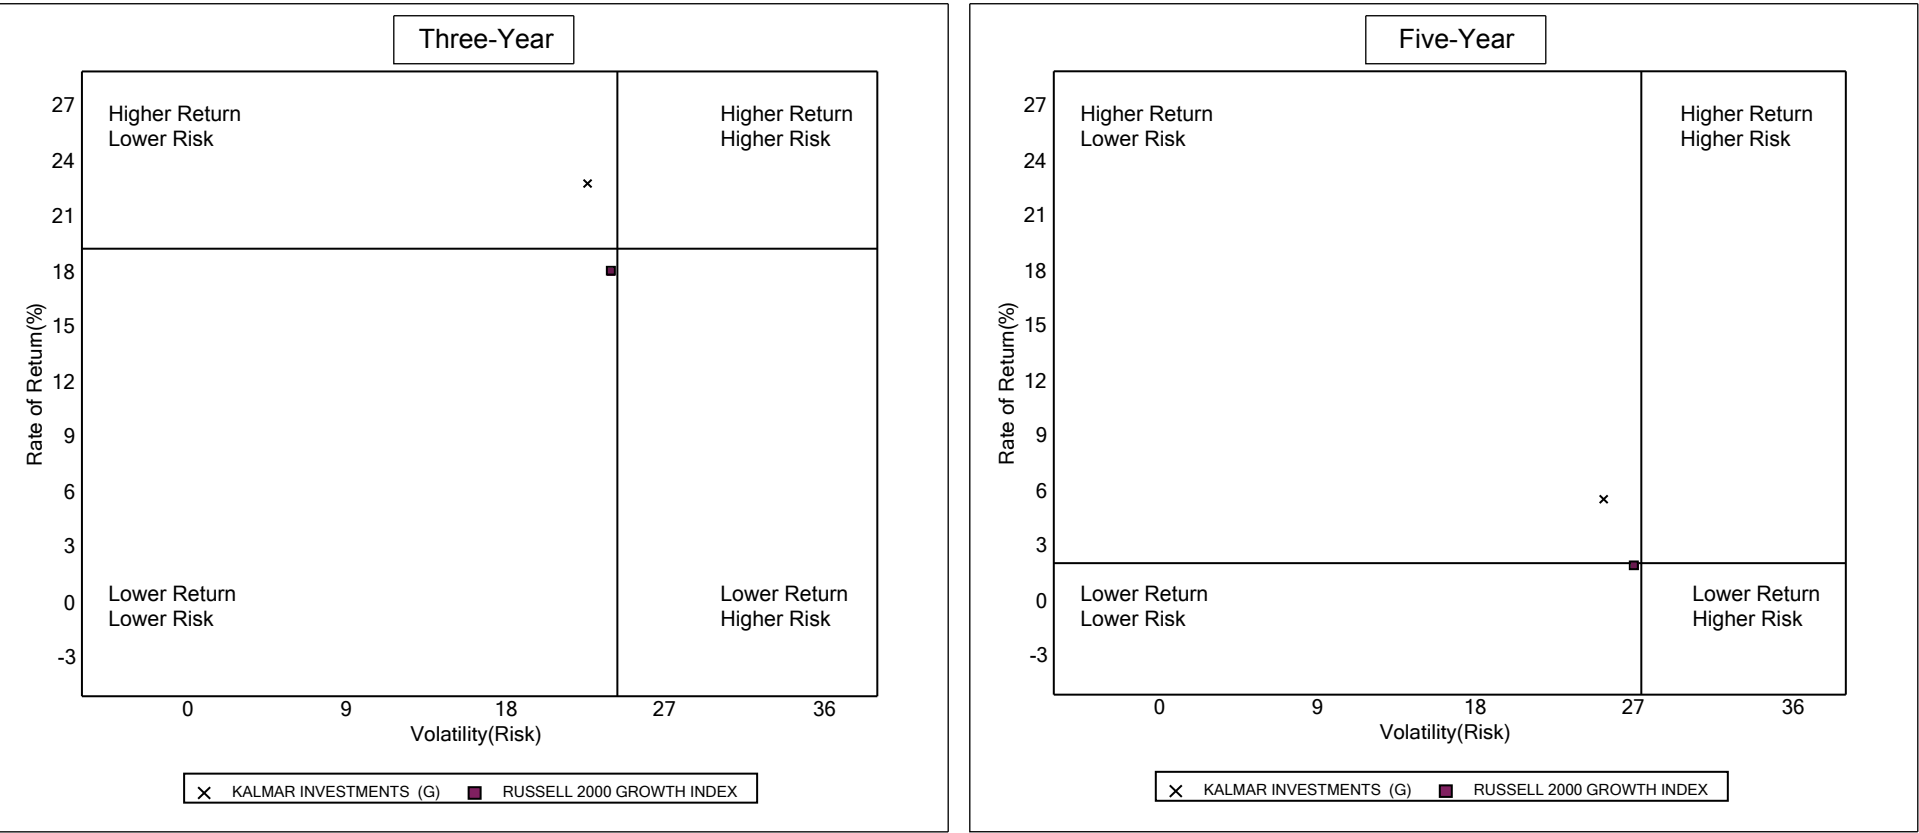 Three-Year
27
24
21
18
15
12
9
6
3
0
-3
Rate of Return(%)
Higher Return
Lower Risk
Higher Return
Higher Risk
Lower Return
Lower Risk
Lower Return
Higher Risk
0 9 18 27 36
Volatility(Risk)
KALMAR INVESTMENTS (G) RUSSELL 2000 GROWTH INDEX
Five-Year
27
24
21
18
15
12
9
6
3
0
-3
Rate of Return(%)
Higher Return
Lower Risk
Higher Return
Higher Risk
Lower Return
Lower Risk
Lower Return
Higher Risk
0 9 18 27 36
Volatility(Risk)
KALMAR INVESTMENTS (G) RUSSELL 2000 GROWTH INDEX